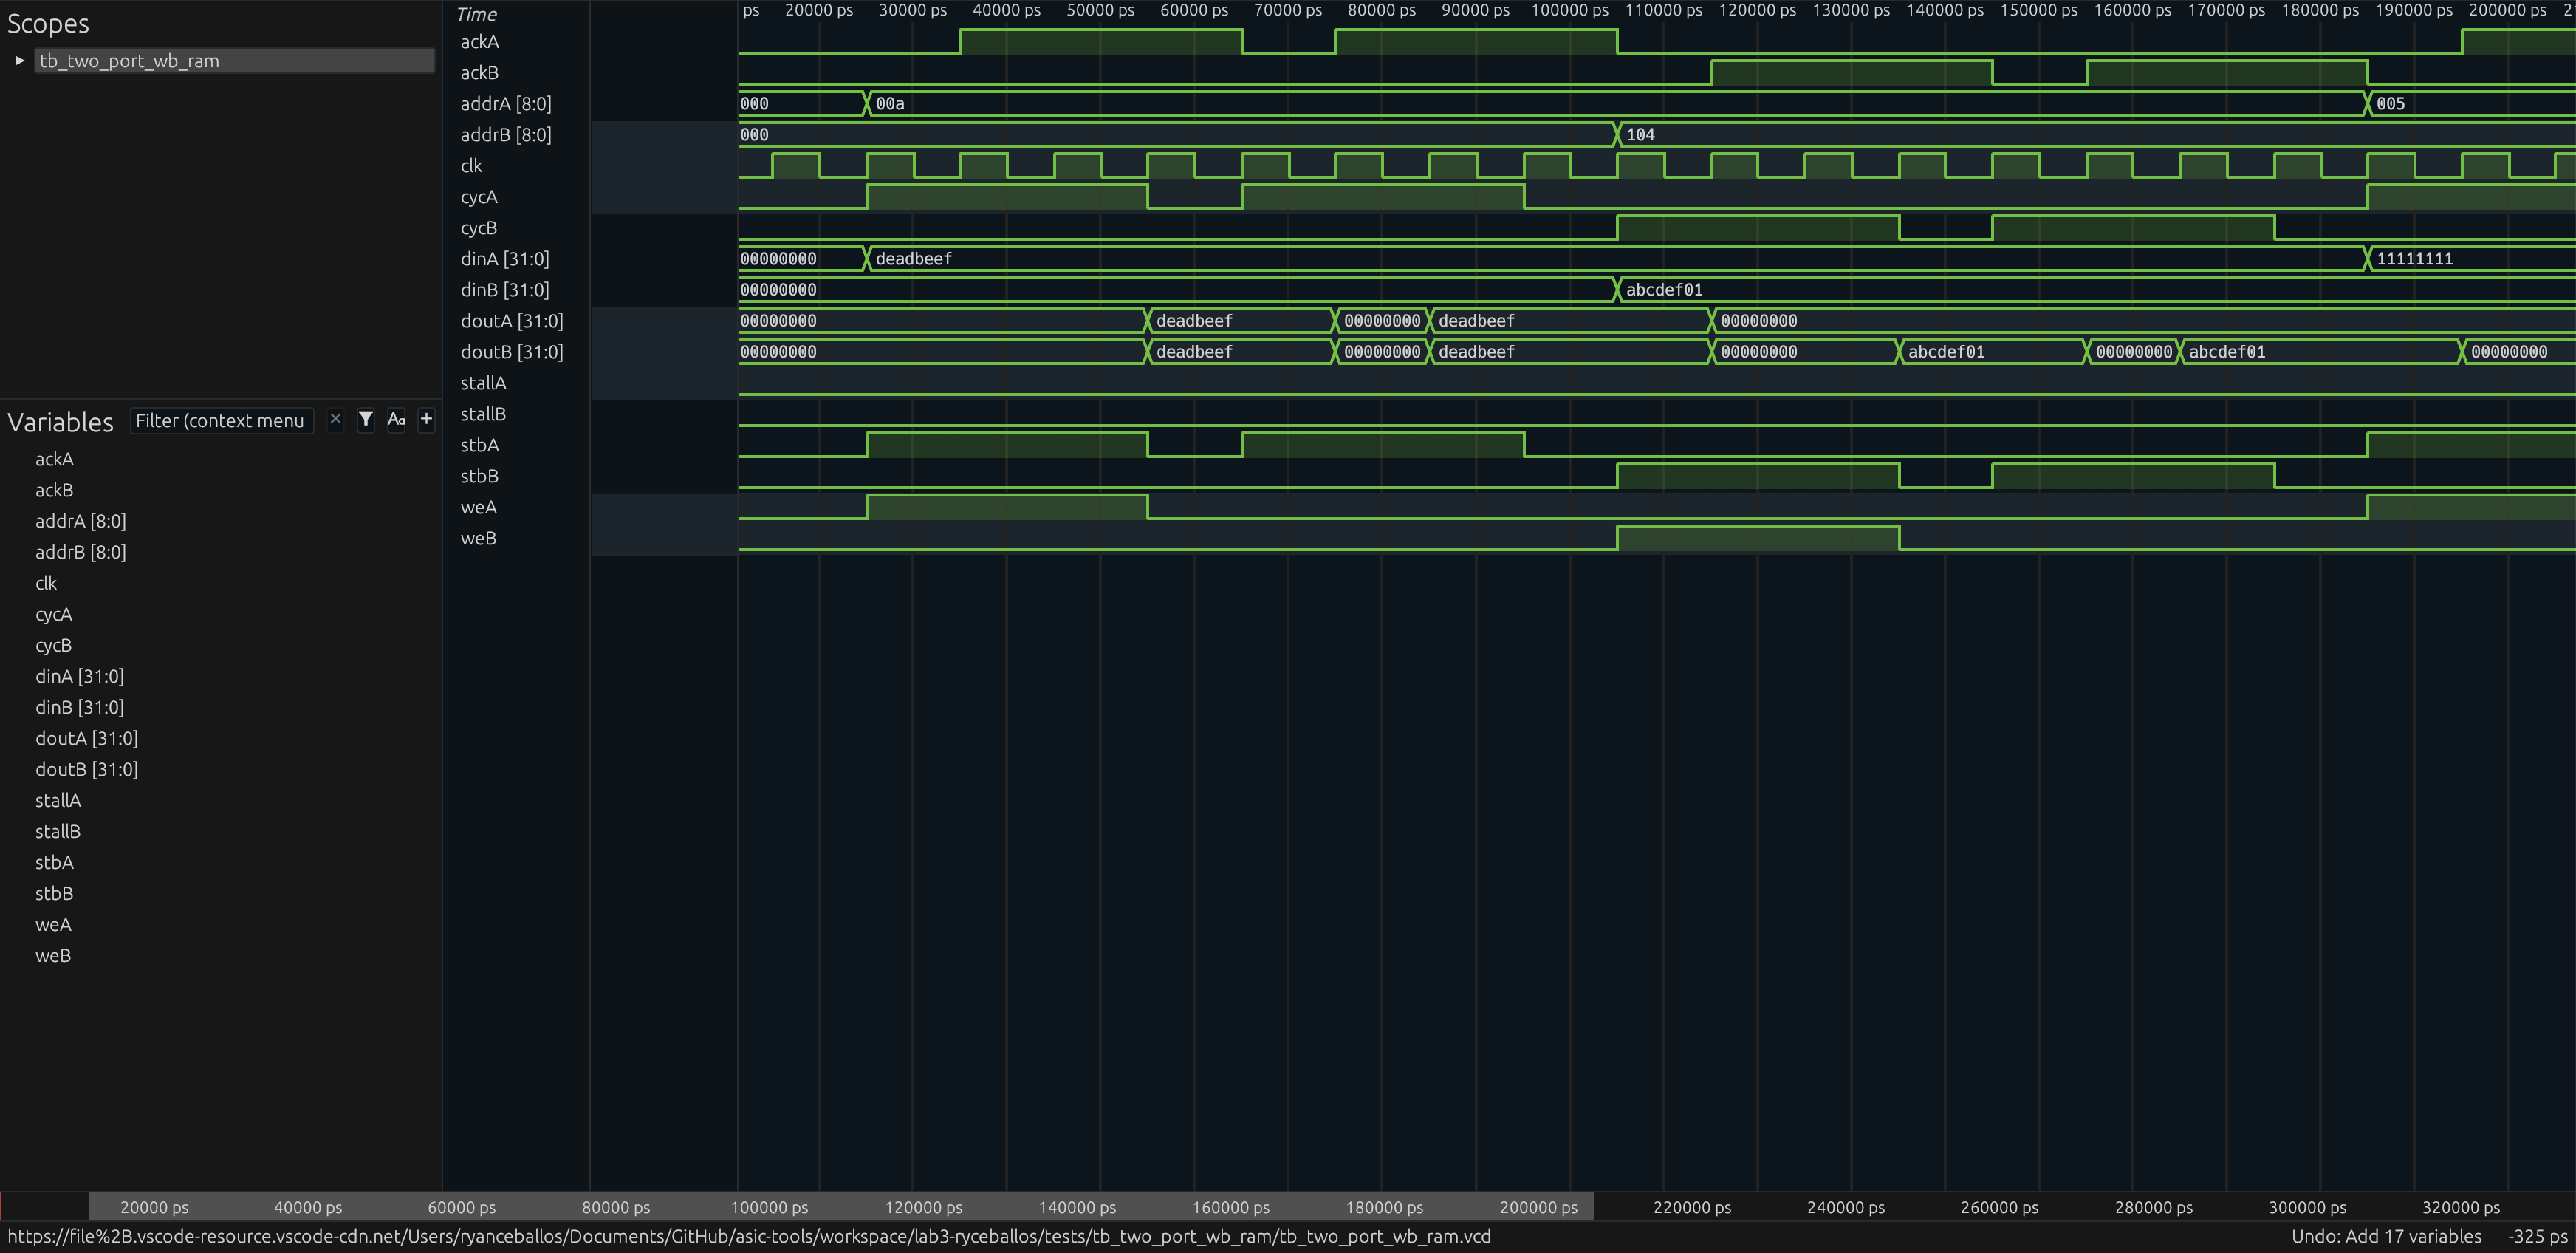 Scopes
tb_two_port_wb_ram
Variables Filter (context menu
ackA
ackB
addrA [8:0]
addrB [8:0]
clk
cycA
cycB
dinA [31:0]
dinB [31:0]
doutA [31:0]
doutB [31:0]
stallA
stallB
stbA
stbB
weA
weB
Time
ps 20000 ps 30000 ps 40000 ps 50000 ps 60000 ps 70000 ps 80000 ps 90000 ps 100000 ps 110000 ps 120000 ps 130000 ps 140000 ps 150000 ps 160000 ps 170000 ps 180000 ps 190000 ps 200000 ps 2
ackA
ackB
addrA [8:0] 000 00a 005
addrB [8:0] 000 104
clk
cycA
cycB
dinA [31:0] 00000000 deadbeef 11111111
dinB [31:0] 00000000 abcdef01
doutA [31:0] 00000000 deadbeef 00000000 deadbeef 00000000
doutB [31:0] 00000000 deadbeef 00000000 deadbeef 00000000 abcdef01 00000000 abcdef01 00000000
stallA
stallB
stbA
stbB
weA
weB
20000 ps 40000 ps 60000 ps 80000 ps 100000 ps 120000 ps 140000 ps 160000 ps 180000 ps 200000 ps 220000 ps 240000 ps 260000 ps 280000 ps 300000 ps 320000 ps
https://file%2B.vscode-resource.vscode-cdn.net/Users/ryanceballos/Documents/GitHub/asic-tools/workspace/lab3-ryceballos/tests/tb_two_port_wb_ram/tb_two_port_wb_ram.vcd Undo: Add 17 variables -325 ps